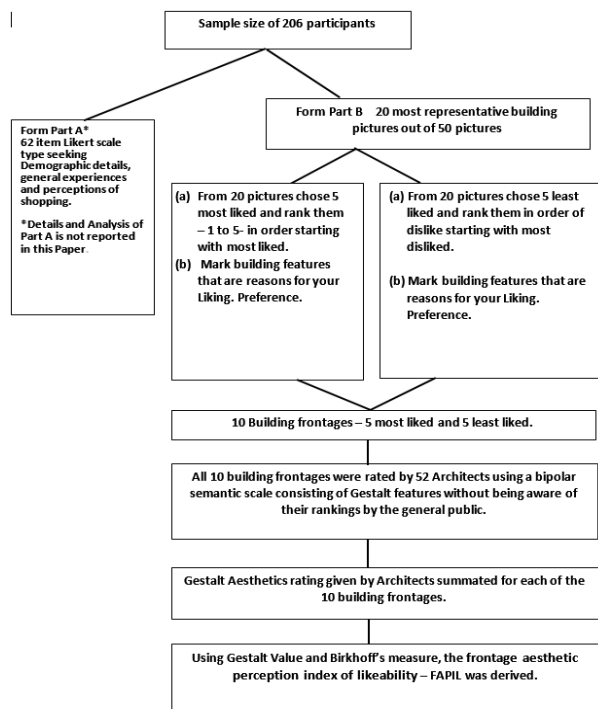 Sample size of 206 participants
Form Part A*
62 item Likert scale
type seeking
Demographic details,
general experiences
and perceptions of
shopping.
*Details and Analysis of
Part A is not reported
in this Paper.
Form Part B    20 most representative building
pictures out of 50 pictures
(a) From 20 pictures chose 5
most liked and rank them
– 1 to 5- in order starting
with most liked.
(b) Mark building features
that are reasons for your
Liking. Preference.
(a) From 20 pictures chose 5 least
liked and rank them in order of
dislike starting with most
disliked.
(b) Mark building features that are
reasons for your Liking.
Preference.
10 Building frontages – 5 most liked and 5 least liked.
All 10 building frontages were rated by 52 Architects using a bipolar
semantic scale consisting of Gestalt features without being aware of
their rankings by the general public.
Gestalt Aesthetics rating given by Architects summated for each of the
10 building frontages.
Using Gestalt Value and Birkhoff's measure, the frontage aesthetic
perception index of likeability – FAPIL was derived.